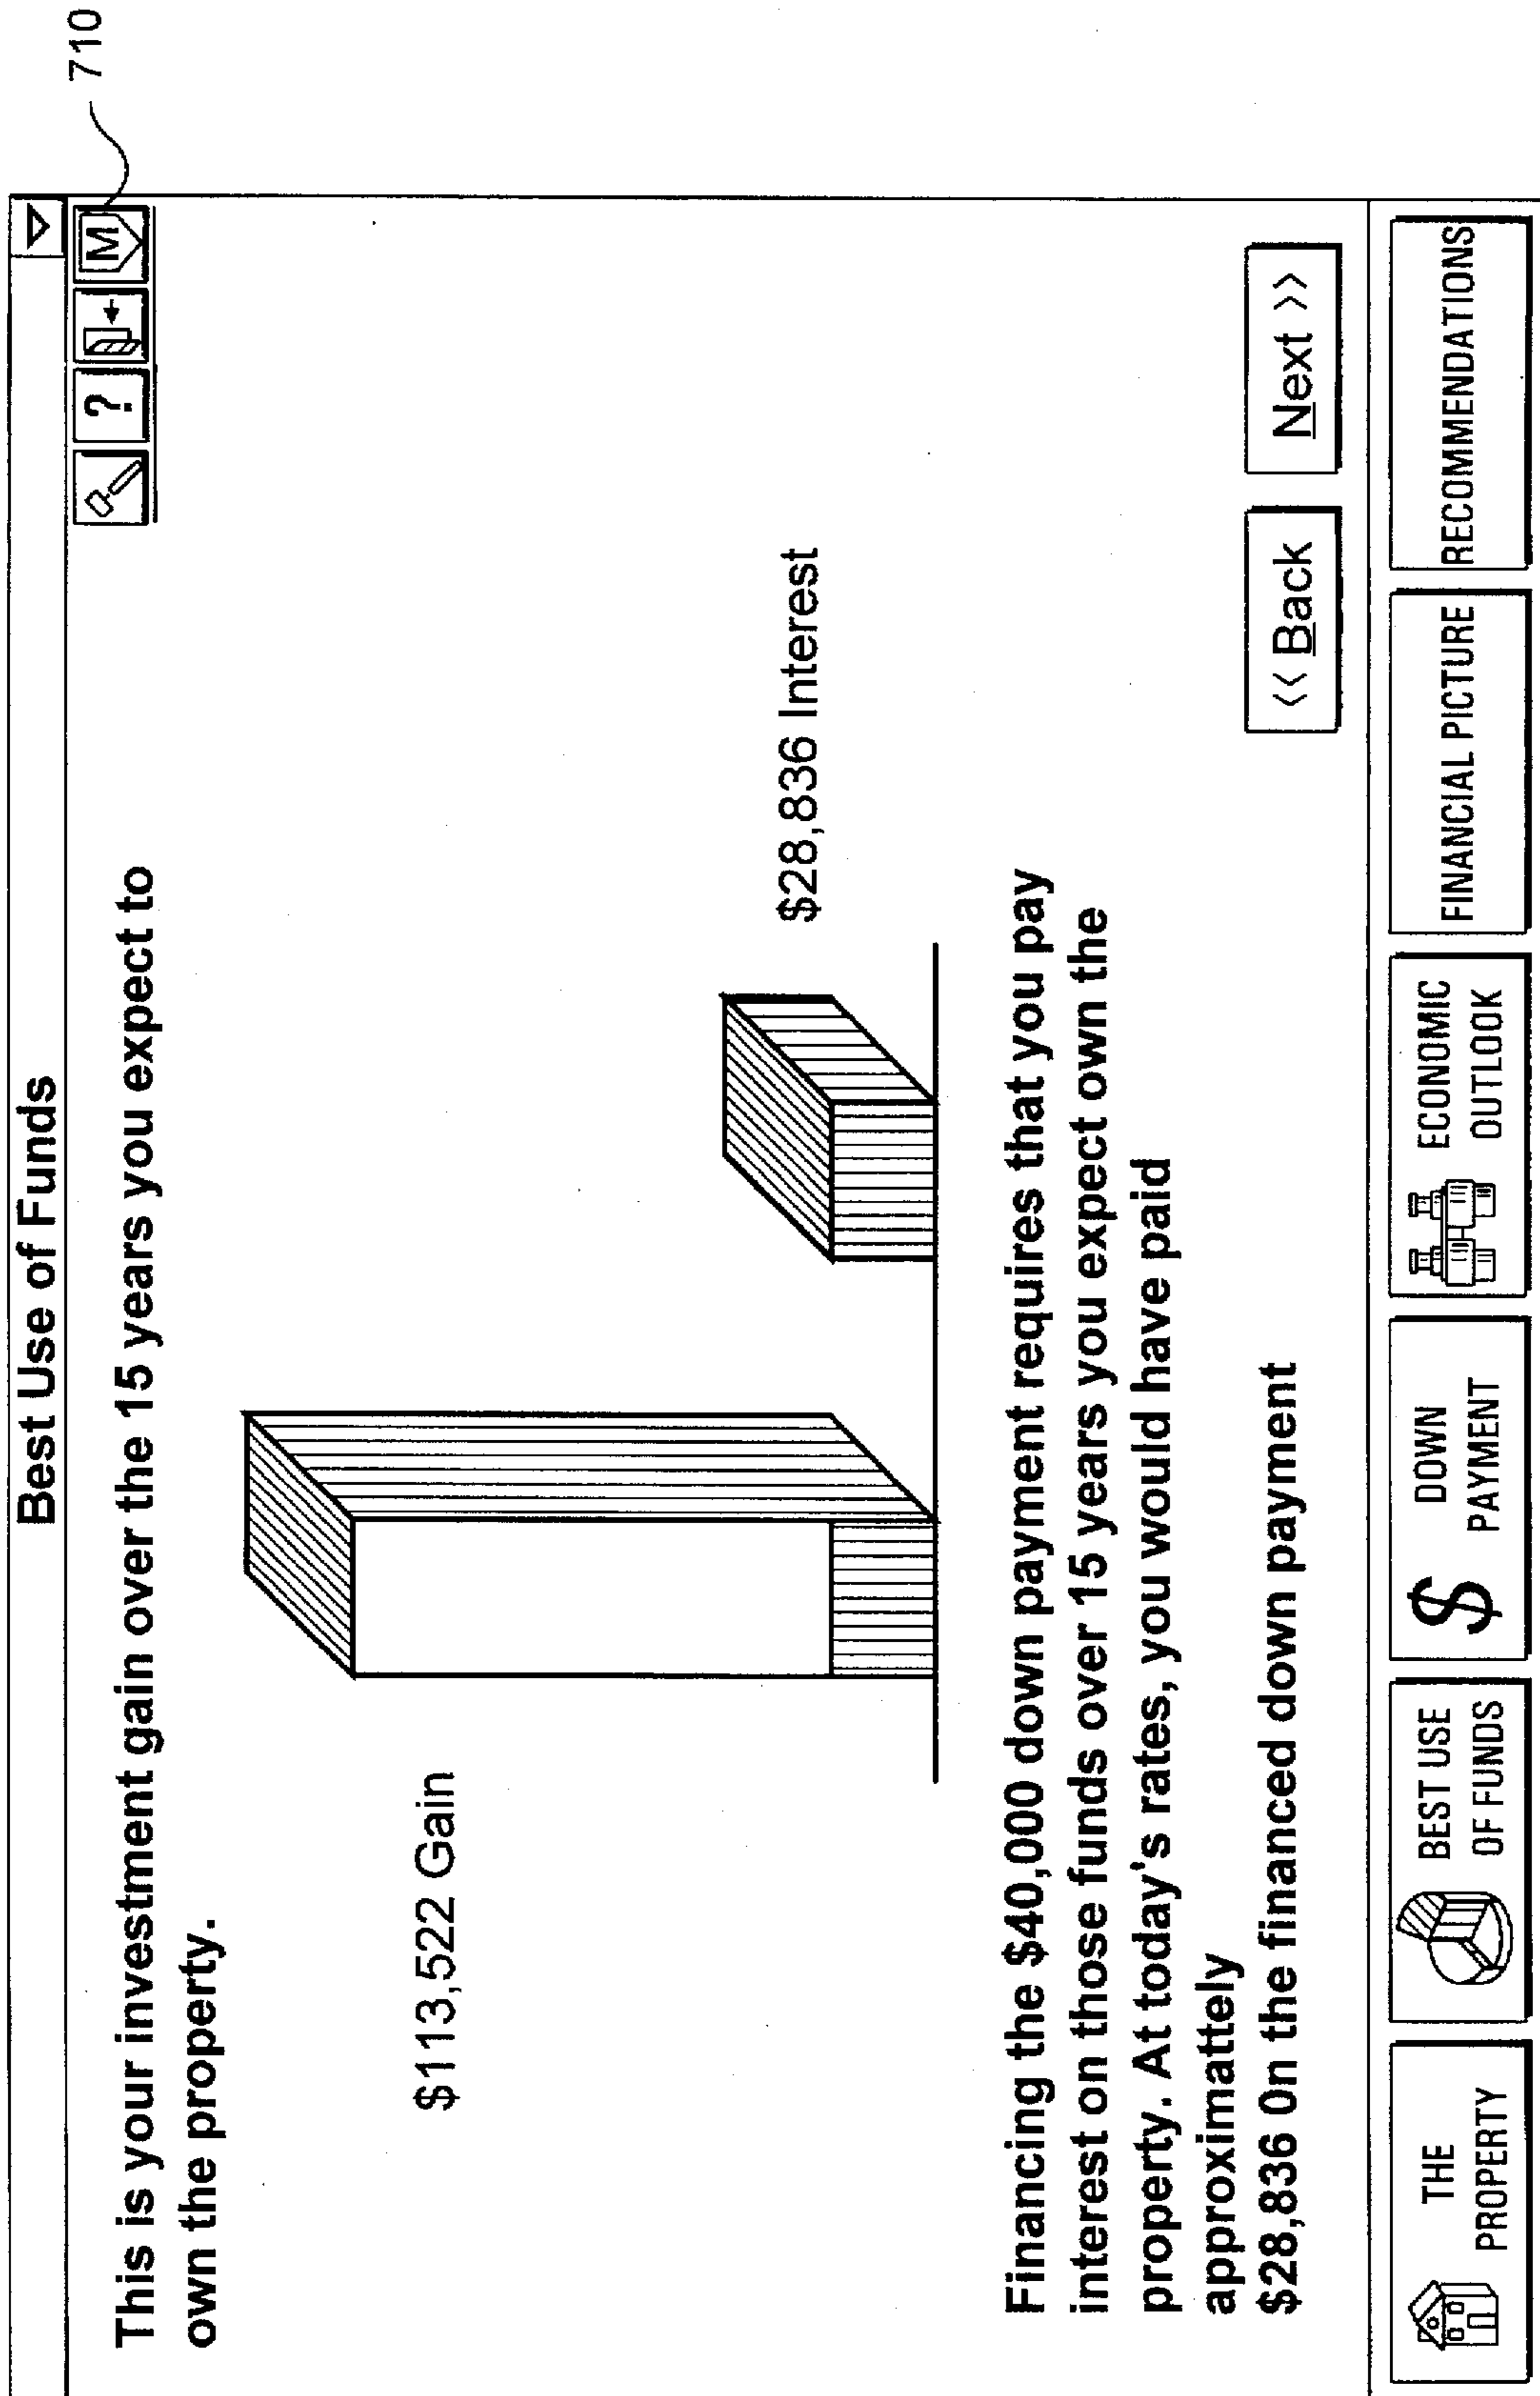 Best Use of Funds
710
?
M
This is your investment gain over the 15 years you expect to
own the property.
$113,522 Gain
$28,836 Interest
Financing the $40,000 down payment requires that you pay
interest on those funds over 15 years you expect own the
property. At today's rates, you would have paid
approximattely
$28,836 0n the financed down payment
<< Back
Next >>
THE
PROPERTY
BEST USE
OF FUNDS
$
DOWN
PAYMENT
ECONOMIC
OUTLOOK
FINANCIAL PICTURE
RECOMMENDATIONS